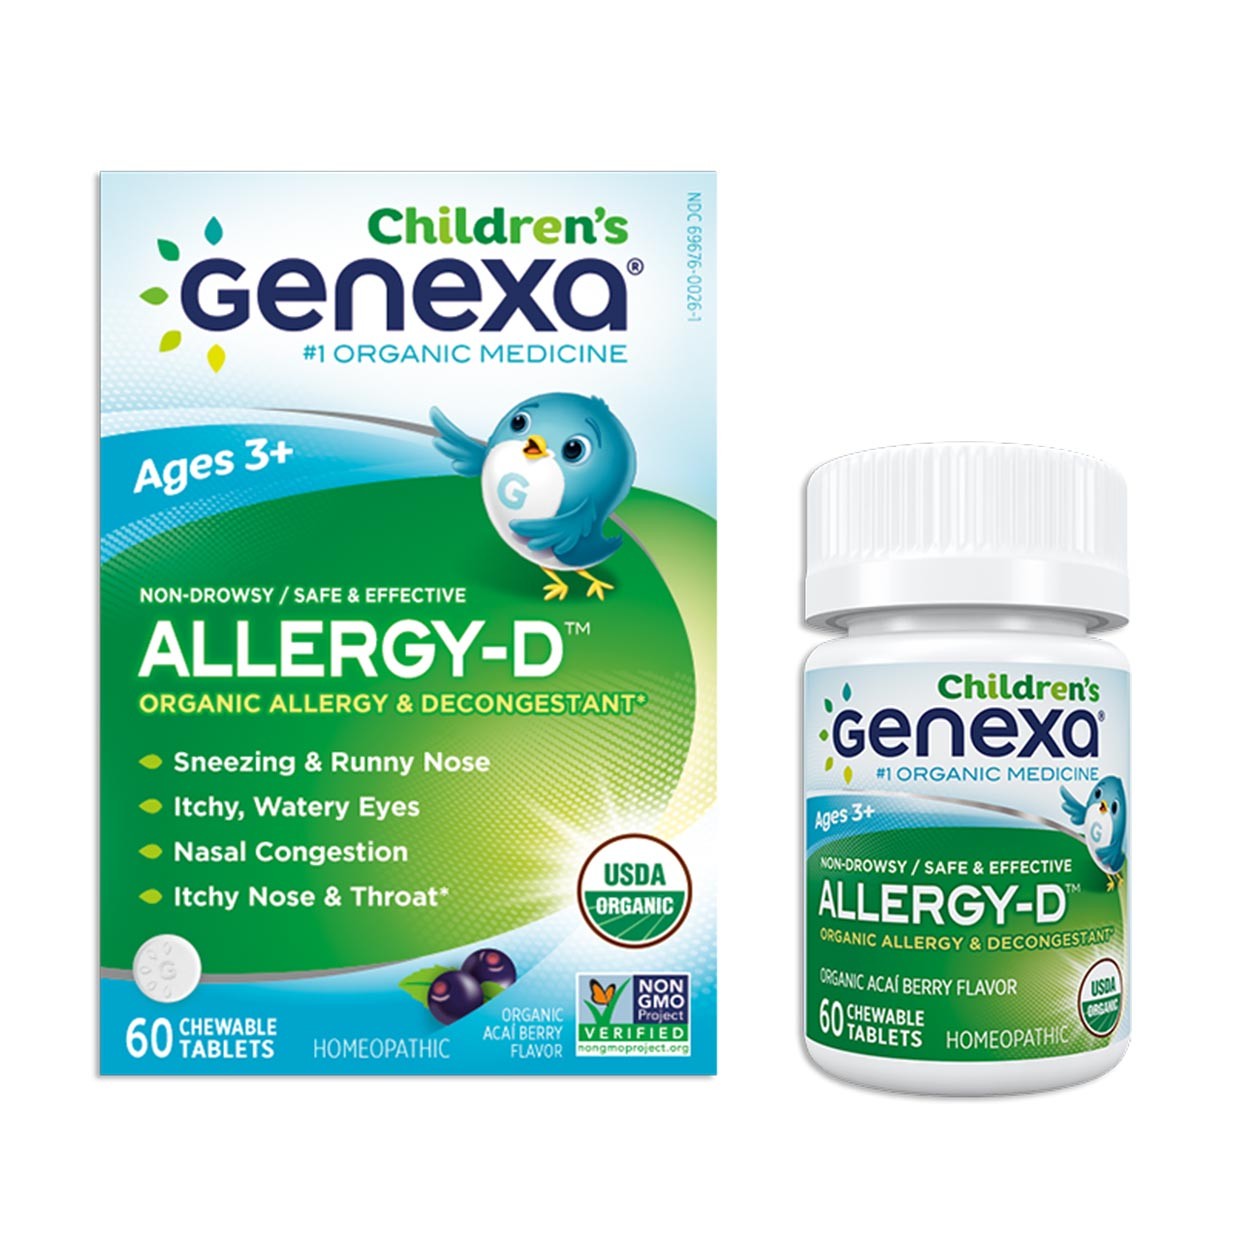 Children's
Genexa®
#1 ORGANIC MEDICINE
NDC 69676-0026-1
Ages 3+
G
NON-DROWSY / SAFE & EFFECTIVE
ALLERGY-D™
ORGANIC ALLERGY & DECONGESTANT*
Sneezing & Runny Nose
Itchy, Watery Eyes
Nasal Congestion
Itchy Nose & Throat*
USDA
ORGANIC
G
60 CHEWABLE
TABLETS
HOMEOPATHIC
ORGANIC
ACAÍ BERRY
FLAVOR
NON
GMO
Project
VERIFIED
nongmoproject.org
Children's
Genexa®
#1 ORGANIC MEDICINE
Ages 3+
G
NON-DROWSY / SAFE & EFFECTIVE
ALLERGY-D™
ORGANIC ALLERGY & DECONGESTANT*
ORGANIC ACAÍ BERRY FLAVOR
60 CHEWABLE
TABLETS
HOMEOPATHIC
USDA
ORGANIC